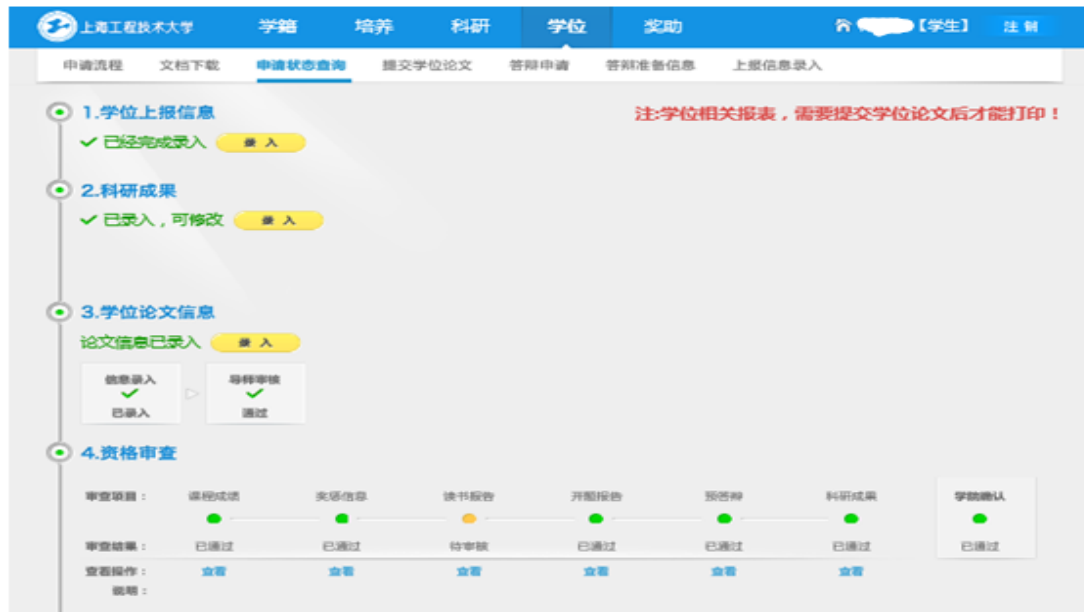 上海工程技术大学 学籍 培养 科研 学位 奖助 【学生】 注销
申请流程 文档下载 申请状态查询 提交学位论文 答辩申请 答辩准备信息 上报信息录入
1.学位上报信息 注:学位相关报表，需要提交学位论文后才能打印！
已经完成录入 录入
2.科研成果
已录入，可修改 录入
3.学位论文信息
论文信息已录入 录入
信息录入 导师审核
已录入 通过
4.资格审查
审查项目： 课程成绩 奖惩信息 读书报告 开题报告 预答辩 科研成果 学院确认
审查结果： 已通过 已通过 待审核 已通过 已通过 已通过 已通过
查看操作： 查看 查看 查看 查看 查看 查看
说明：